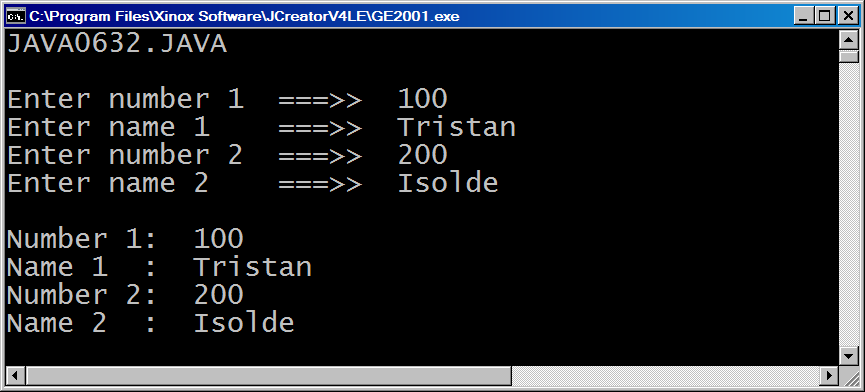 C:\Program Files\Xinox Software\JCreatorV4LE\GE2001.exe
JAVA0632.JAVA
Enter number 1  ===>>  100
Enter name 1    ===>>  Tristan
Enter number 2  ===>>  200
Enter name 2    ===>>  Isolde
Number 1:  100
Name 1  :  Tristan
Number 2:  200
Name 2  :  Isolde